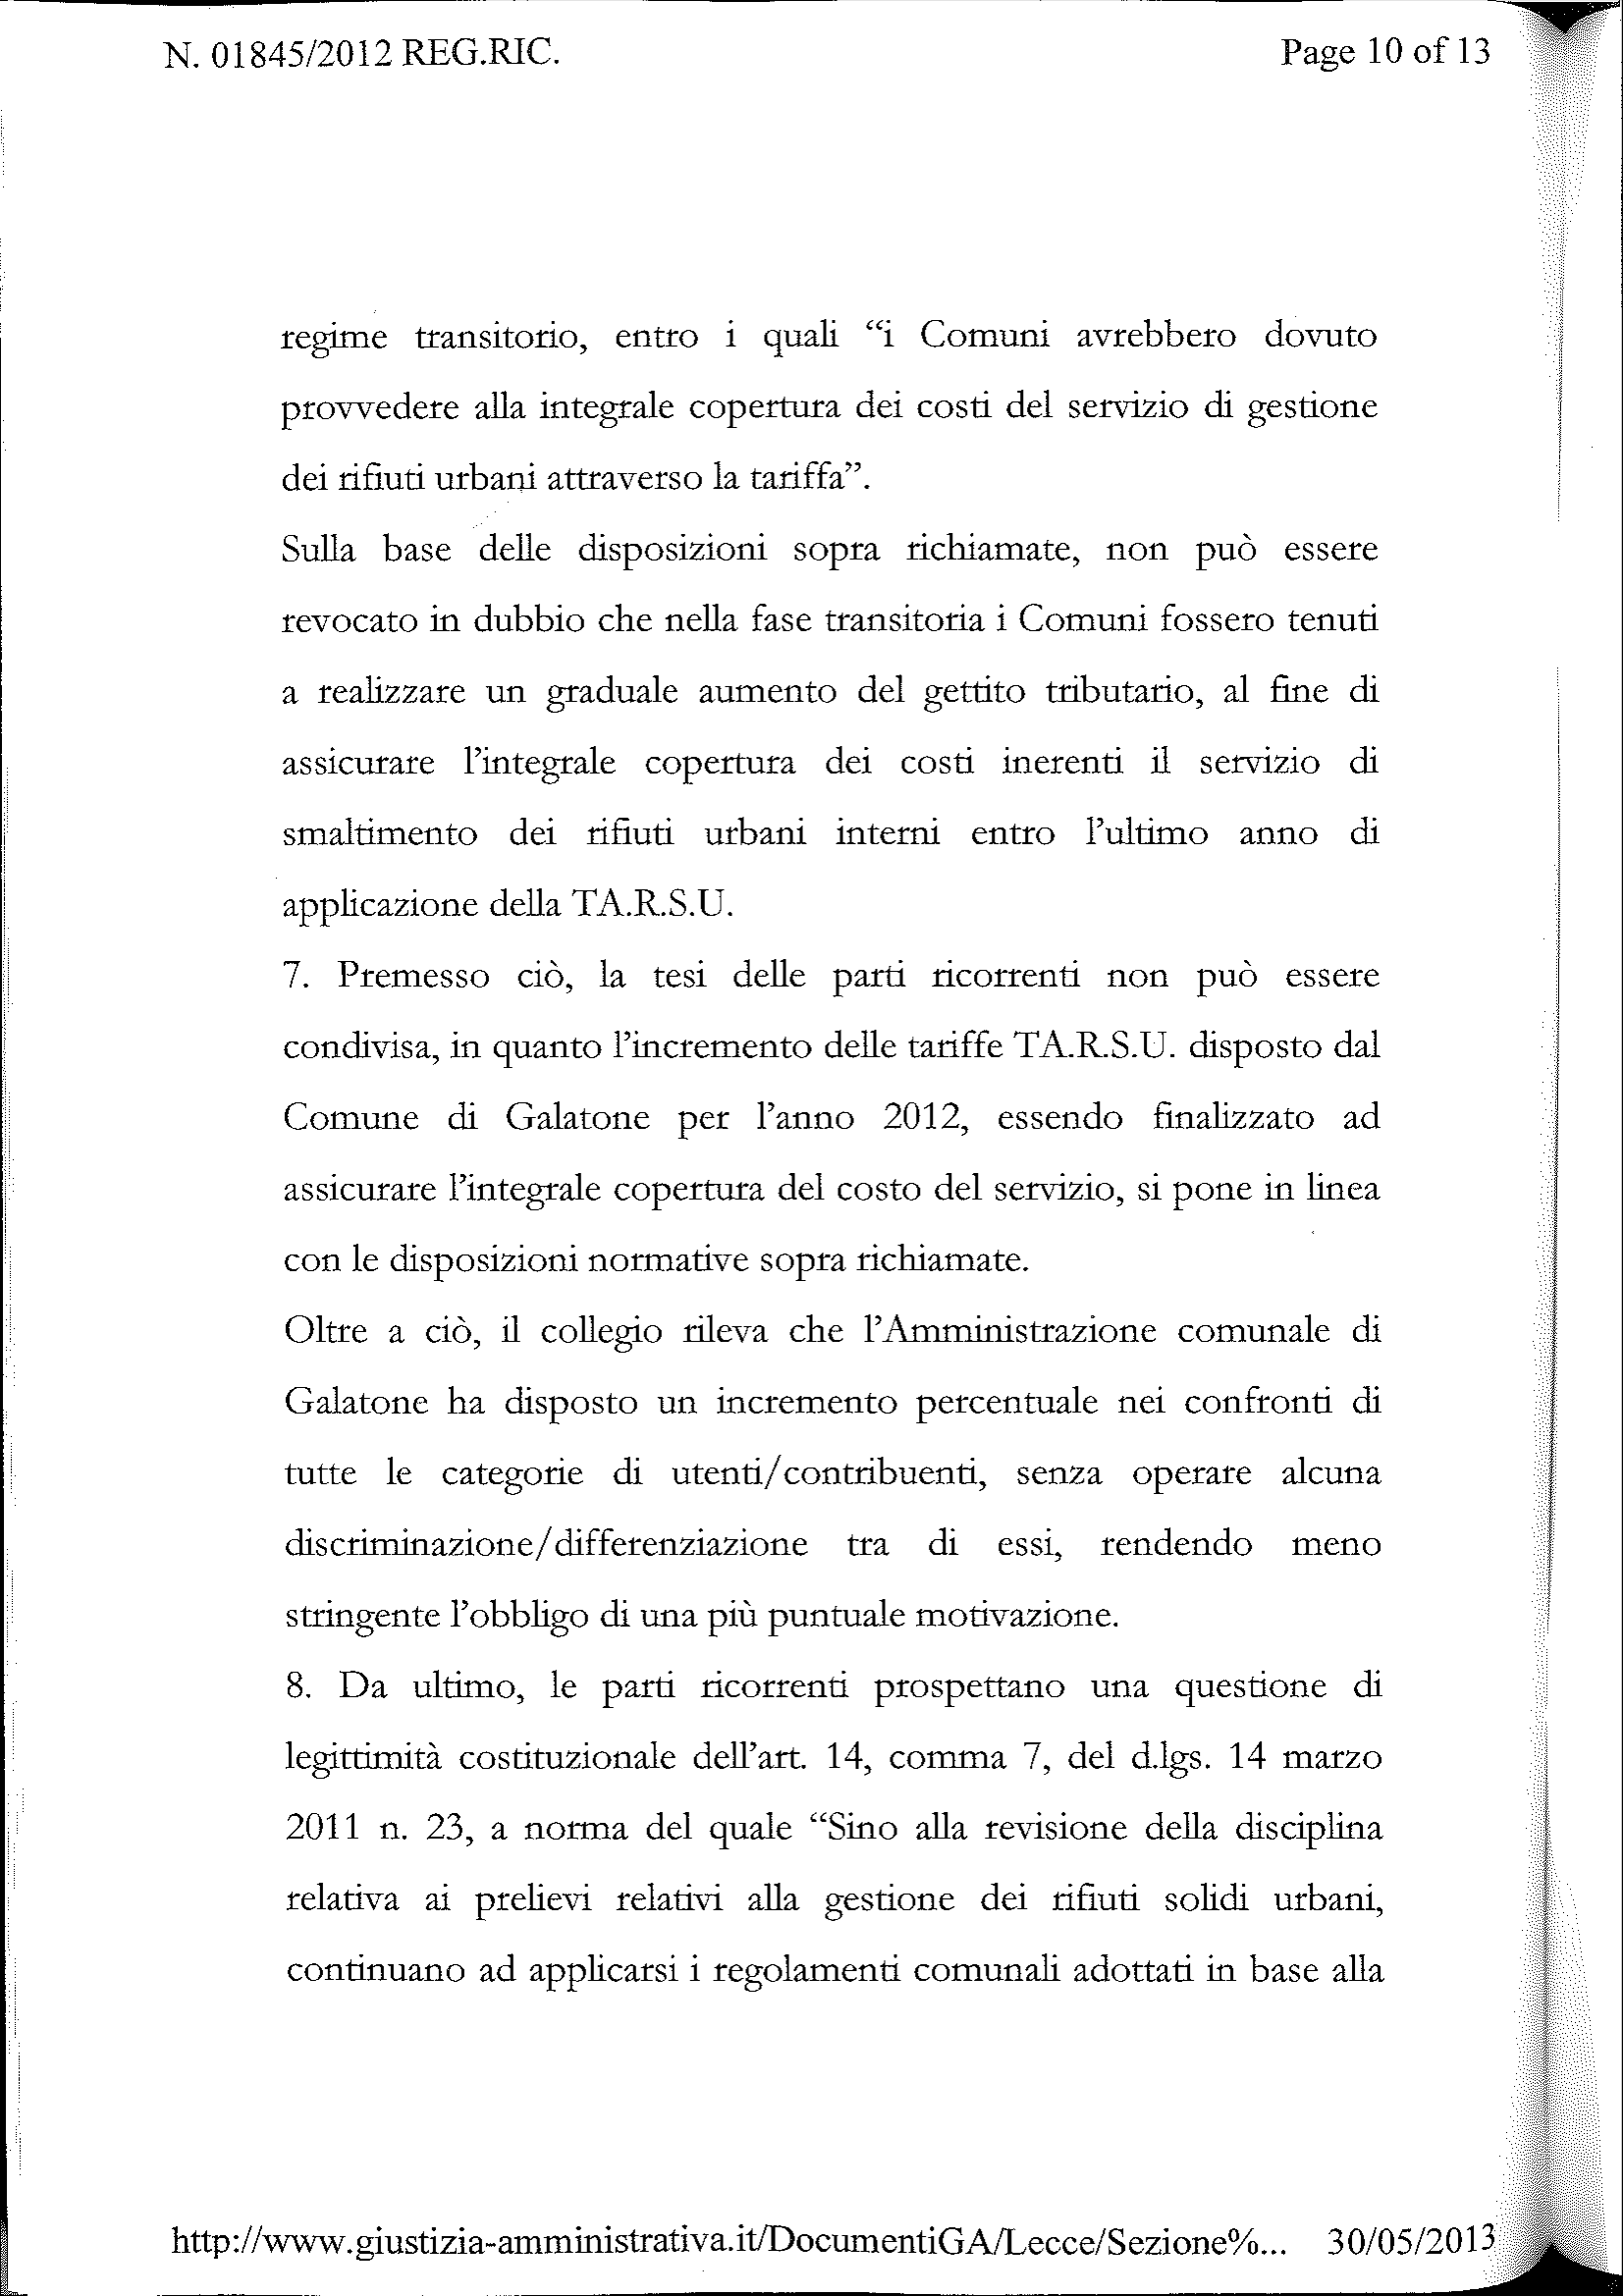 N. 01845/2012 REG.RIC.
Page 10 of 13
regime transitorio, entro i quali “i Comuni avrebbero dovuto
provvedere alla integrale copertura dei costi del servizio di gestione
dei rifiuti urbani attraverso la tariffa”.
Sulla base delle disposizioni sopra richiamate, non può essere
revocato in dubbio che nella fase transitoria i Comuni fossero tenuti
a realizzare un graduale aumento del gettito tributario, al fine di
assicurare l’integrale copertura dei costi inerenti il servizio di
smaltimento dei rifiuti urbani interni entro l’ultimo anno di
applicazione della TA.R.S.U.
7. Premesso ciò, la tesi delle parti ricorrenti non può essere
condivisa, in quanto l’incremento delle tariffe TA.R.S.U. disposto dal
Comune di Galatone per l’anno 2012, essendo finalizzato ad
assicurare l’integrale copertura del costo del servizio, si pone in linea
con le disposizioni normative sopra richiamate.
Oltre a ciò, il collegio rileva che l’Amministrazione comunale di
Galatone ha disposto un incremento percentuale nei confronti di
tutte le categorie di utenti/contribuenti, senza operare alcuna
discriminazione/differenziazione tra di essi, rendendo meno
stringente l’obbligo di una più puntuale motivazione.
8. Da ultimo, le parti ricorrenti prospettano una questione di
legittimità costituzionale dell’art. 14, comma 7, del d.lgs. 14 marzo
2011 n. 23, a norma del quale “Sino alla revisione della disciplina
relativa ai prelievi relativi alla gestione dei rifiuti solidi urbani,
continuano ad applicarsi i regolamenti comunali adottati in base alla
http://www.giustizia-amministrativa.it/DocumentiGA/Lecce/Sezione%...
30/05/2013